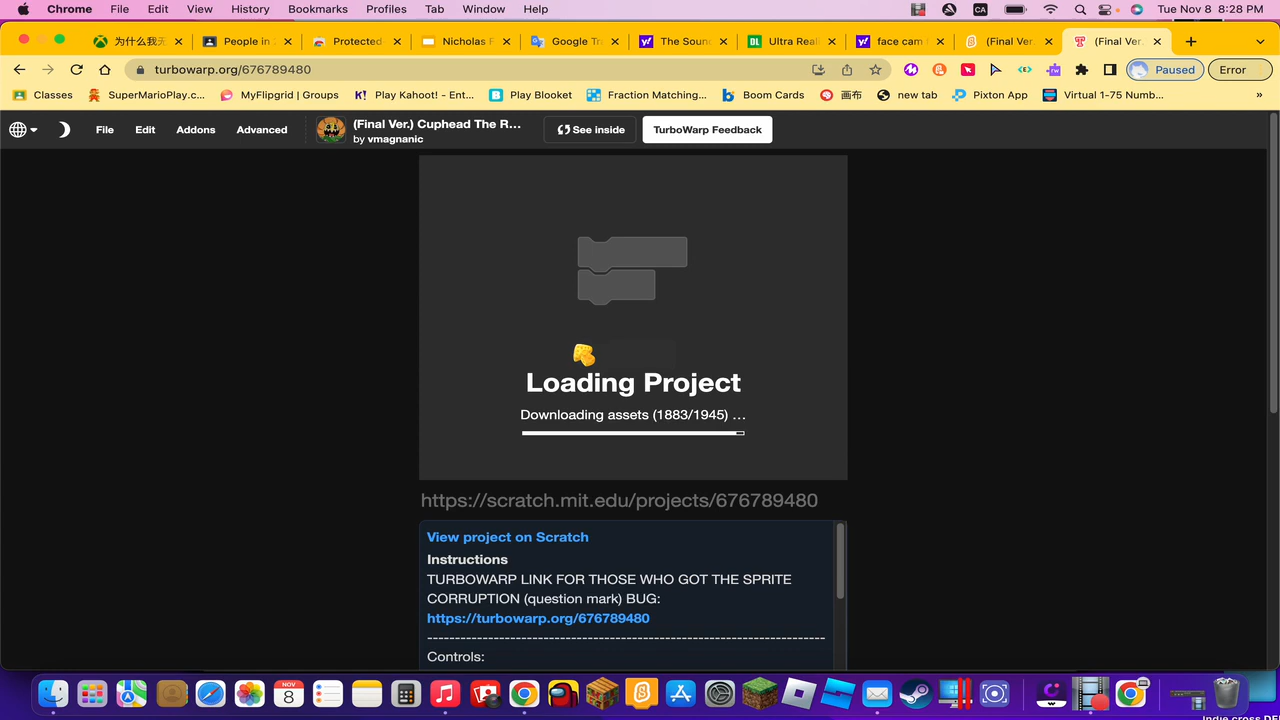 Chrome File Edit View History Bookmarks Profiles Tab Window Help CA Tue Nov 8 8:28 PM
为什么我无 People in Protected Nicholas F Google Tra The Sound Ultra Reali face cam f (Final Ver. (Final Ver.
turbowarp.org/676789480 Paused Error
Classes SuperMarioPlay.c... MyFlipgrid | Groups K! Play Kahoot! - Ent... Play Blooket Fraction Matching... Boom Cards 画布 new tab Pixton App Virtual 1-75 Numb... »
File Edit Addons Advanced (Final Ver.) Cuphead The R... See inside TurboWarp Feedback
by vmagnanic
Loading Project
Downloading assets (1883/1945) ...
https://scratch.mit.edu/projects/676789480
View project on Scratch
Instructions
TURBOWARP LINK FOR THOSE WHO GOT THE SPRITE
CORRUPTION (question mark) BUG:
https://turbowarp.org/676789480
-----------------------------------------------------------------------
Controls:
NOV
8